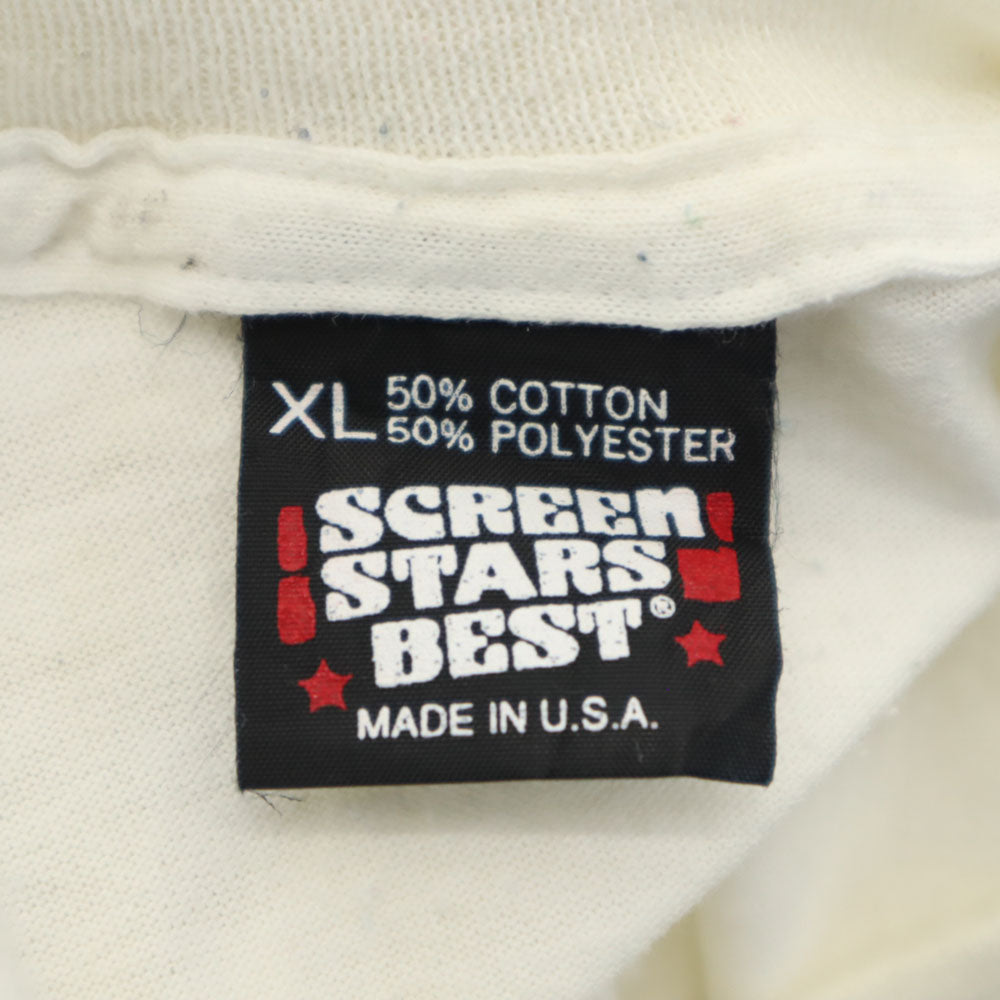 XL 50% COTTON
50% POLYESTER
SCREEN
STARS
BEST®
MADE IN U.S.A.